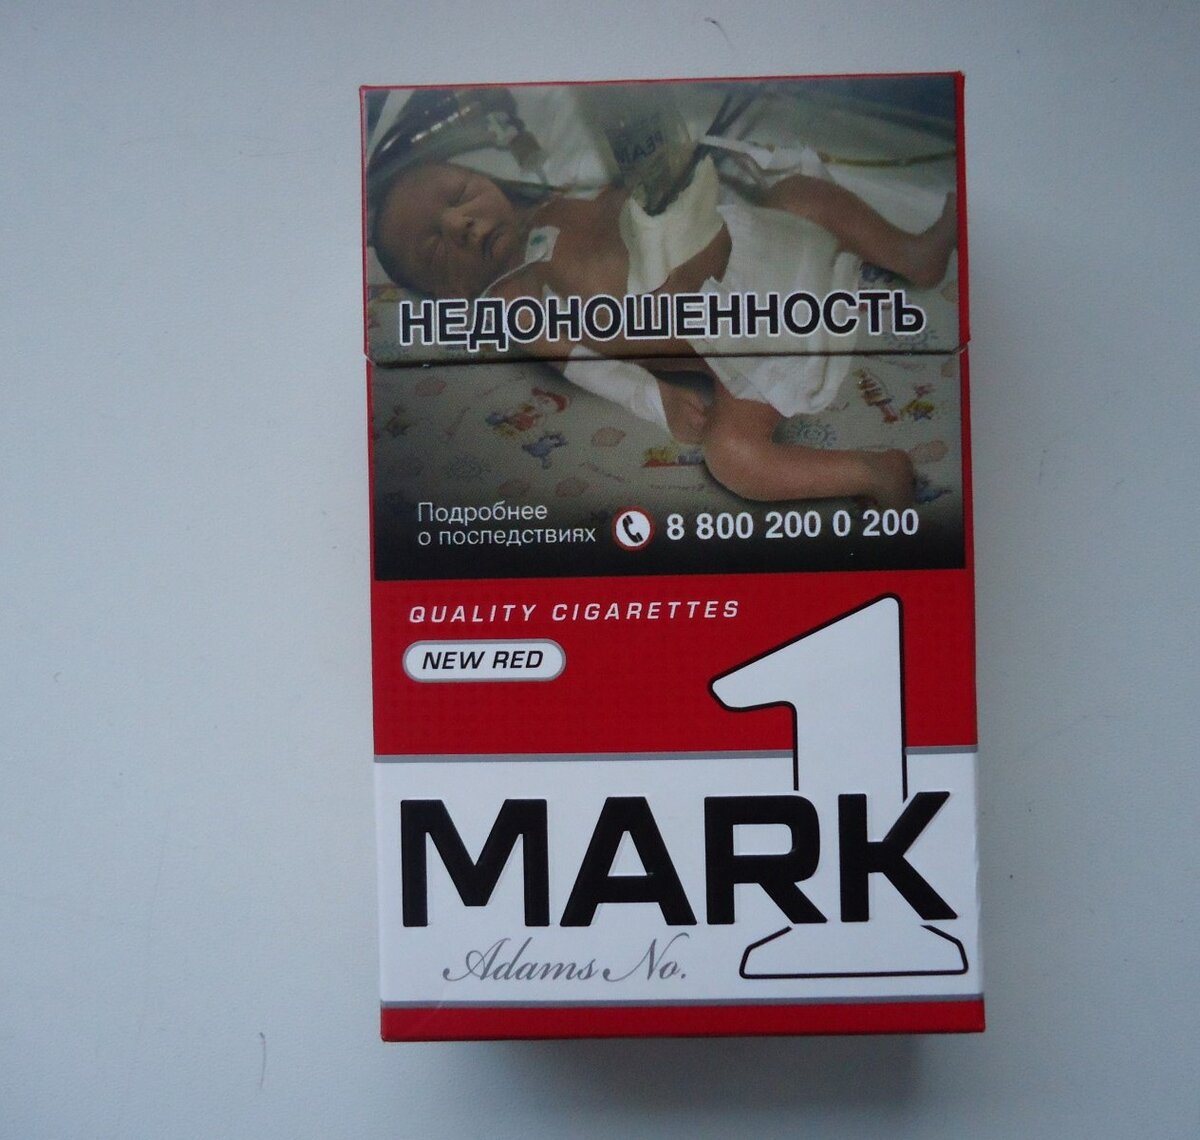 НЕДОНОШЕННОСТЬ
Подробнее
о последствиях 8 800 200 0 200
QUALITY CIGARETTES
NEW RED
1
MARK
Adams No.